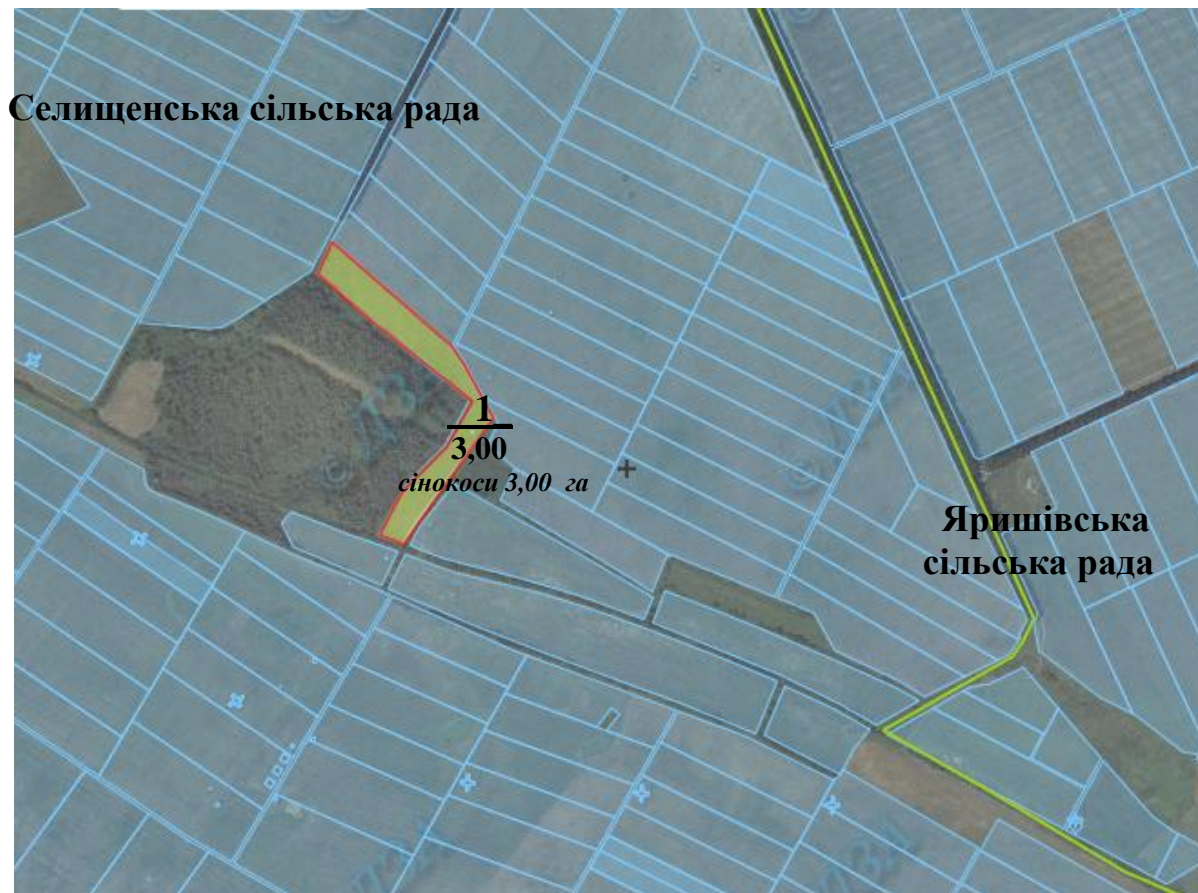 Селищенська сільська рада
1
3,00
сінокоси 3,00 га
Яришівська
сільська рада